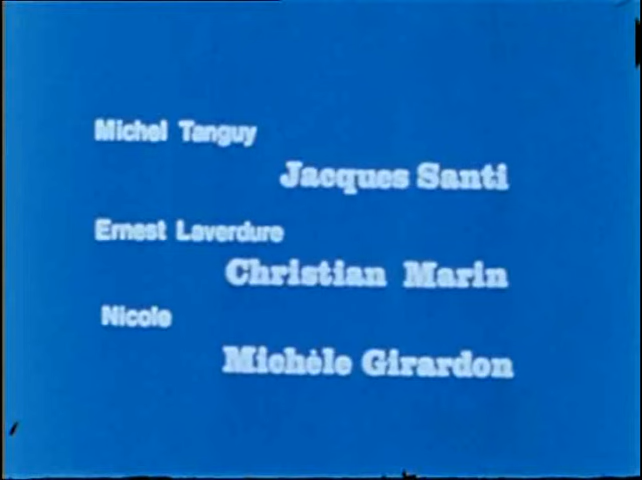 Michel Tanguy
Jacques Santi
Ernest Laverdure
Christian Marin
Nicole
Michèle Girardon